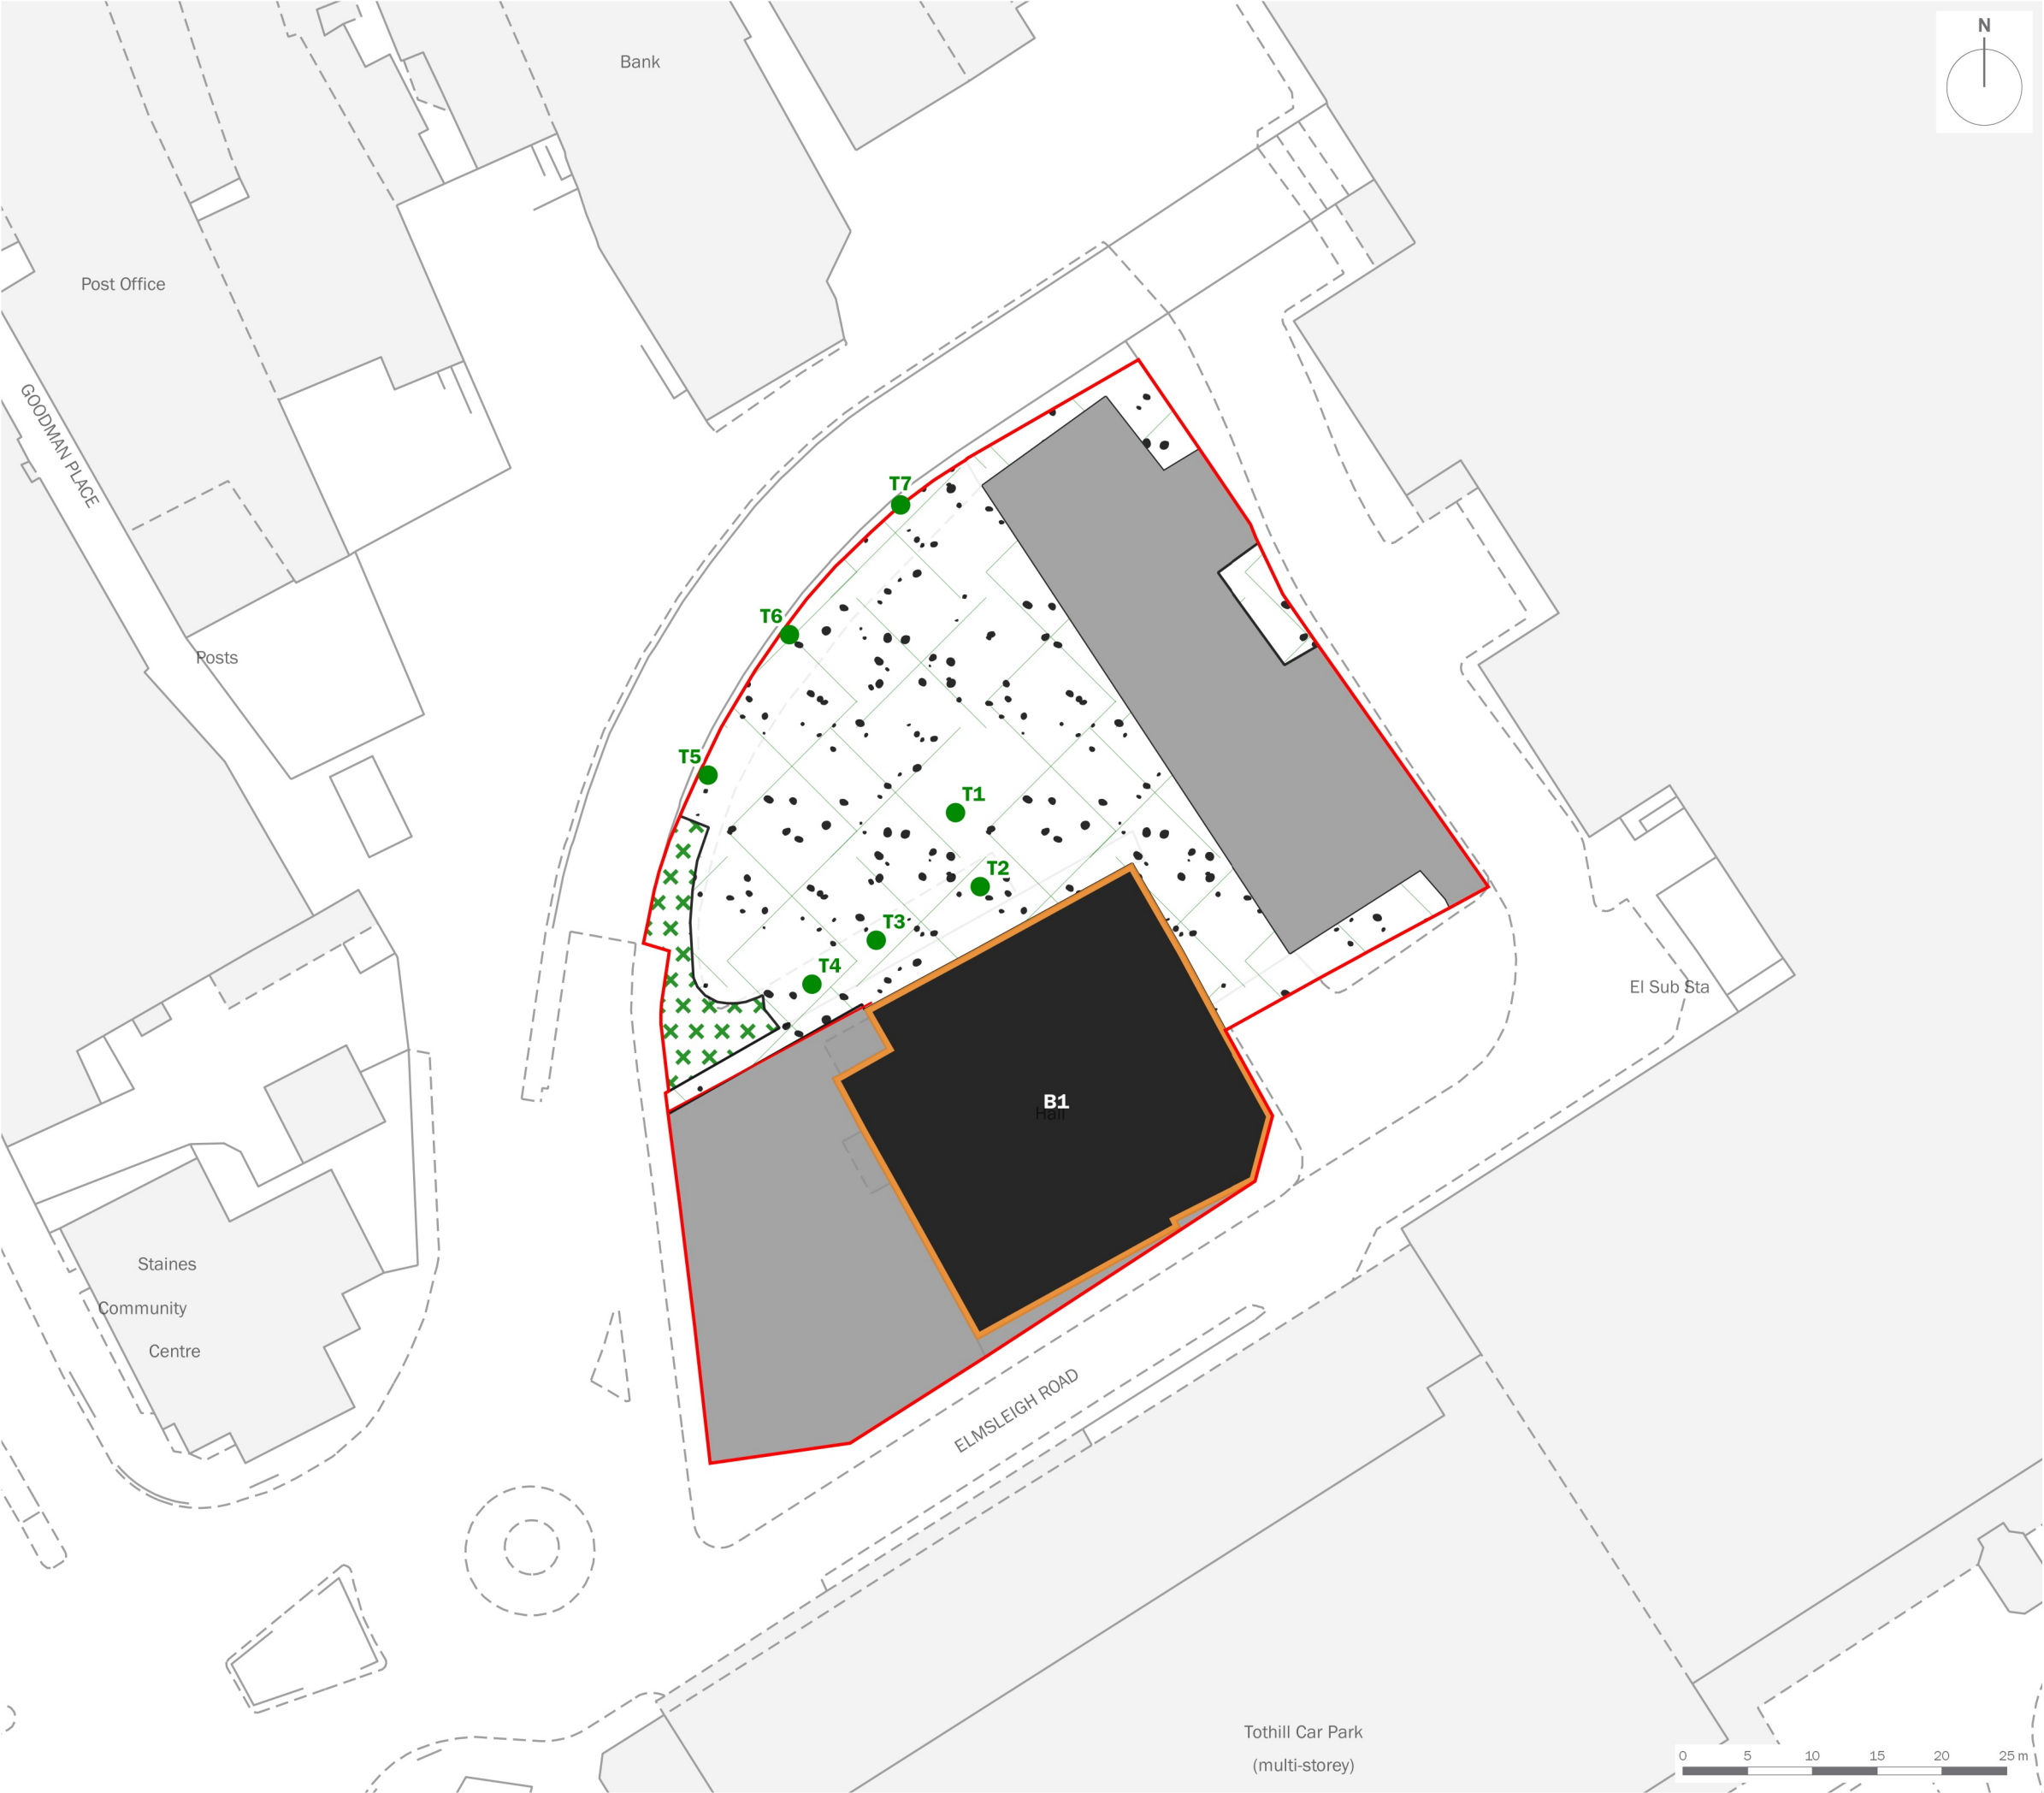 N
Bank
Post Office
GOODMAN PLACE
T7
T6
Posts
T5
T1
T2
T3
T4
El Sub Sta
B1
Hall
Staines
Community
Centre
ELMSLEIGH ROAD
Tothill Car Park
(multi-storey)
0 5 10 15 20 25 m